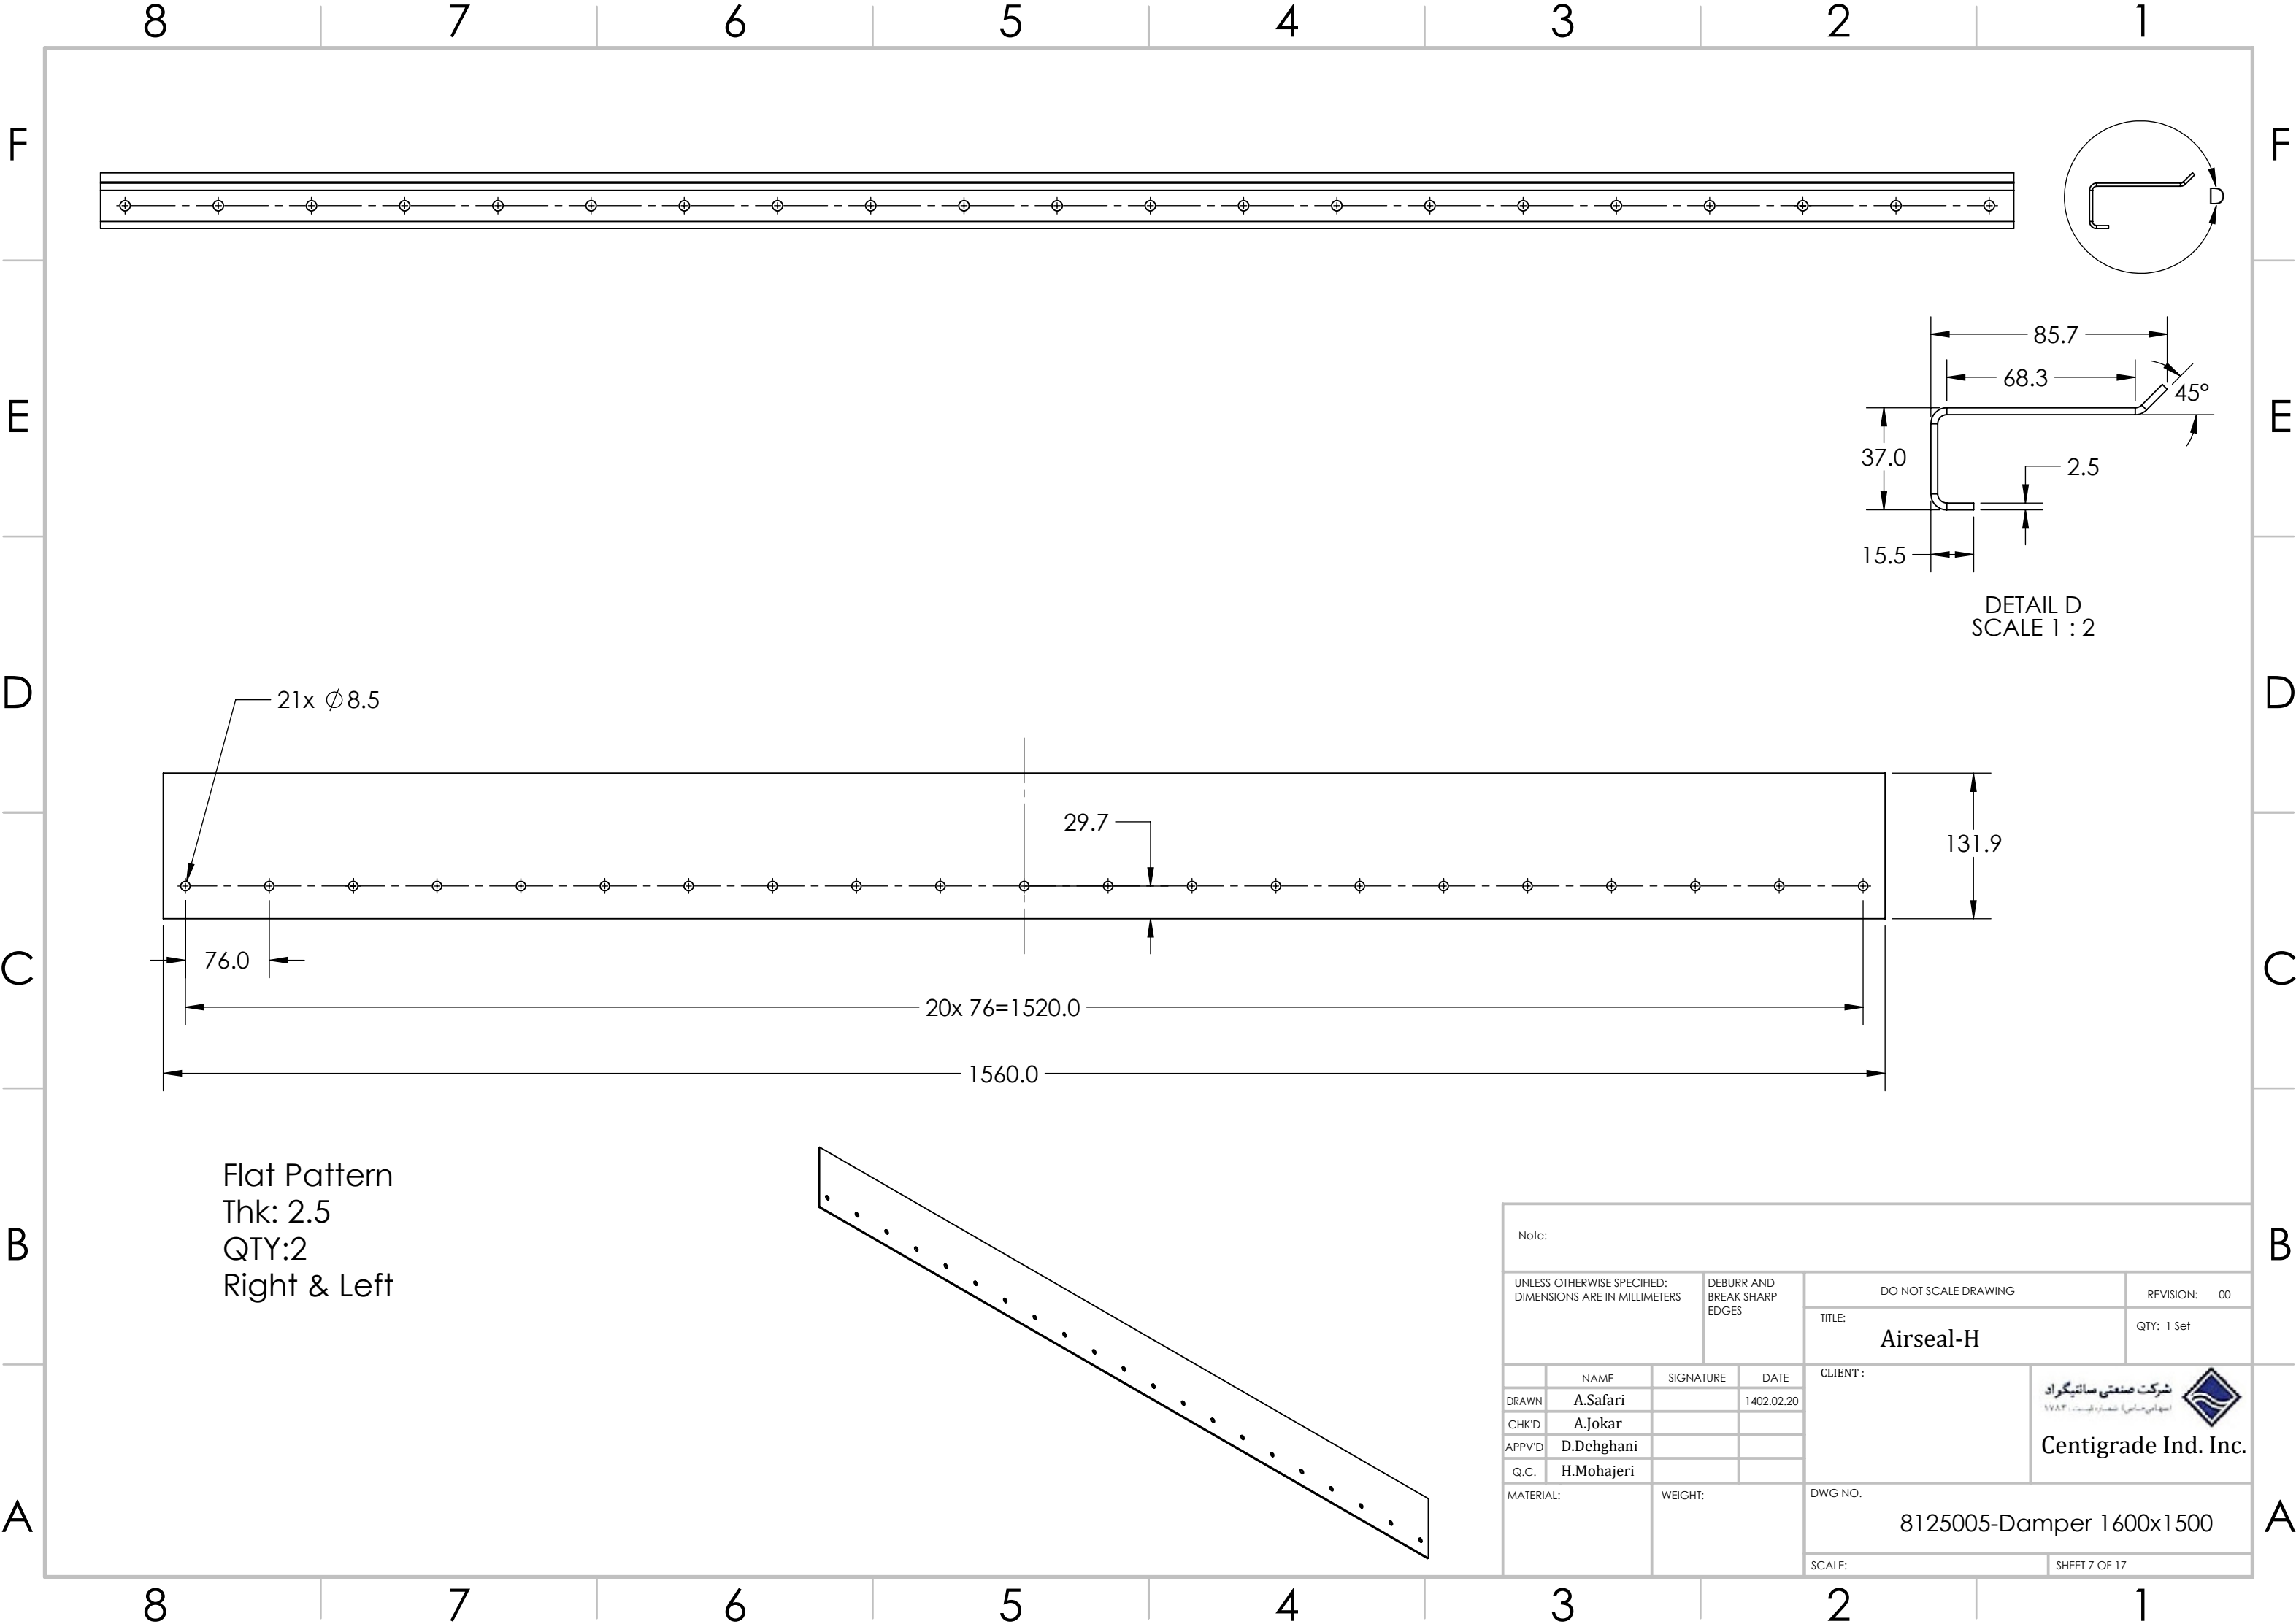 8 7 6 5 4 3 2 1
F F
D
E E
85.7
68.3
45°
37.0
2.5
15.5
DETAIL D
SCALE 1 : 2
D D
21x ∅8.5
29.7
131.9
C C
76.0
20x 76=1520.0
1560.0
Flat Pattern
Thk: 2.5
QTY:2
Right & Left
B B
Note:
UNLESS OTHERWISE SPECIFIED:
DIMENSIONS ARE IN MILLIMETERS
DEBURR AND
BREAK SHARP
EDGES
DO NOT SCALE DRAWING
REVISION: 00
TITLE:
Airseal-H
QTY: 1 Set
NAME SIGNATURE DATE
DRAWN A.Safari 1402.02.20
CHK'D A.Jokar
APPV'D D.Dehghani
Q.C. H.Mohajeri
CLIENT :
شرکت صنعتی سانتیگراد
Centigrade Ind. Inc.
MATERIAL:
WEIGHT:
DWG NO.
8125005-Damper 1600x1500
A A
SCALE:
SHEET 7 OF 17
8 7 6 5 4 3 2 1